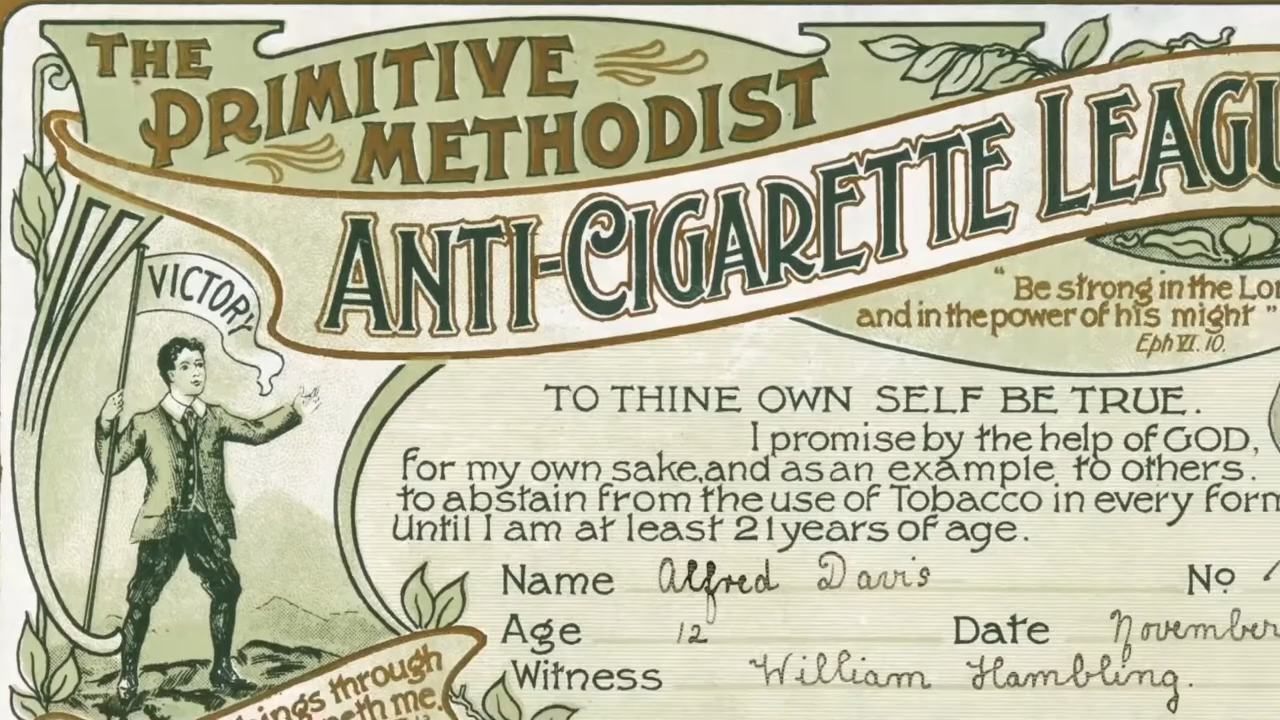 THE
PRIMITIVE
METHODIST
ANTI-CIGARETTE LEAGU
VICTORY
"Be strong in the Lor
and in the power of his might"
Eph VI. 10.
TO THINE OWN SELF BE TRUE.
I promise by the help of GOD,
for my own sake, and as an example to others.
to abstain from the use of Tobacco in every form
Until I am at least 21 years of age.
Name Alfred Davis No
Age 12 Date November
Witness William Hambling.
ings through
neth me.